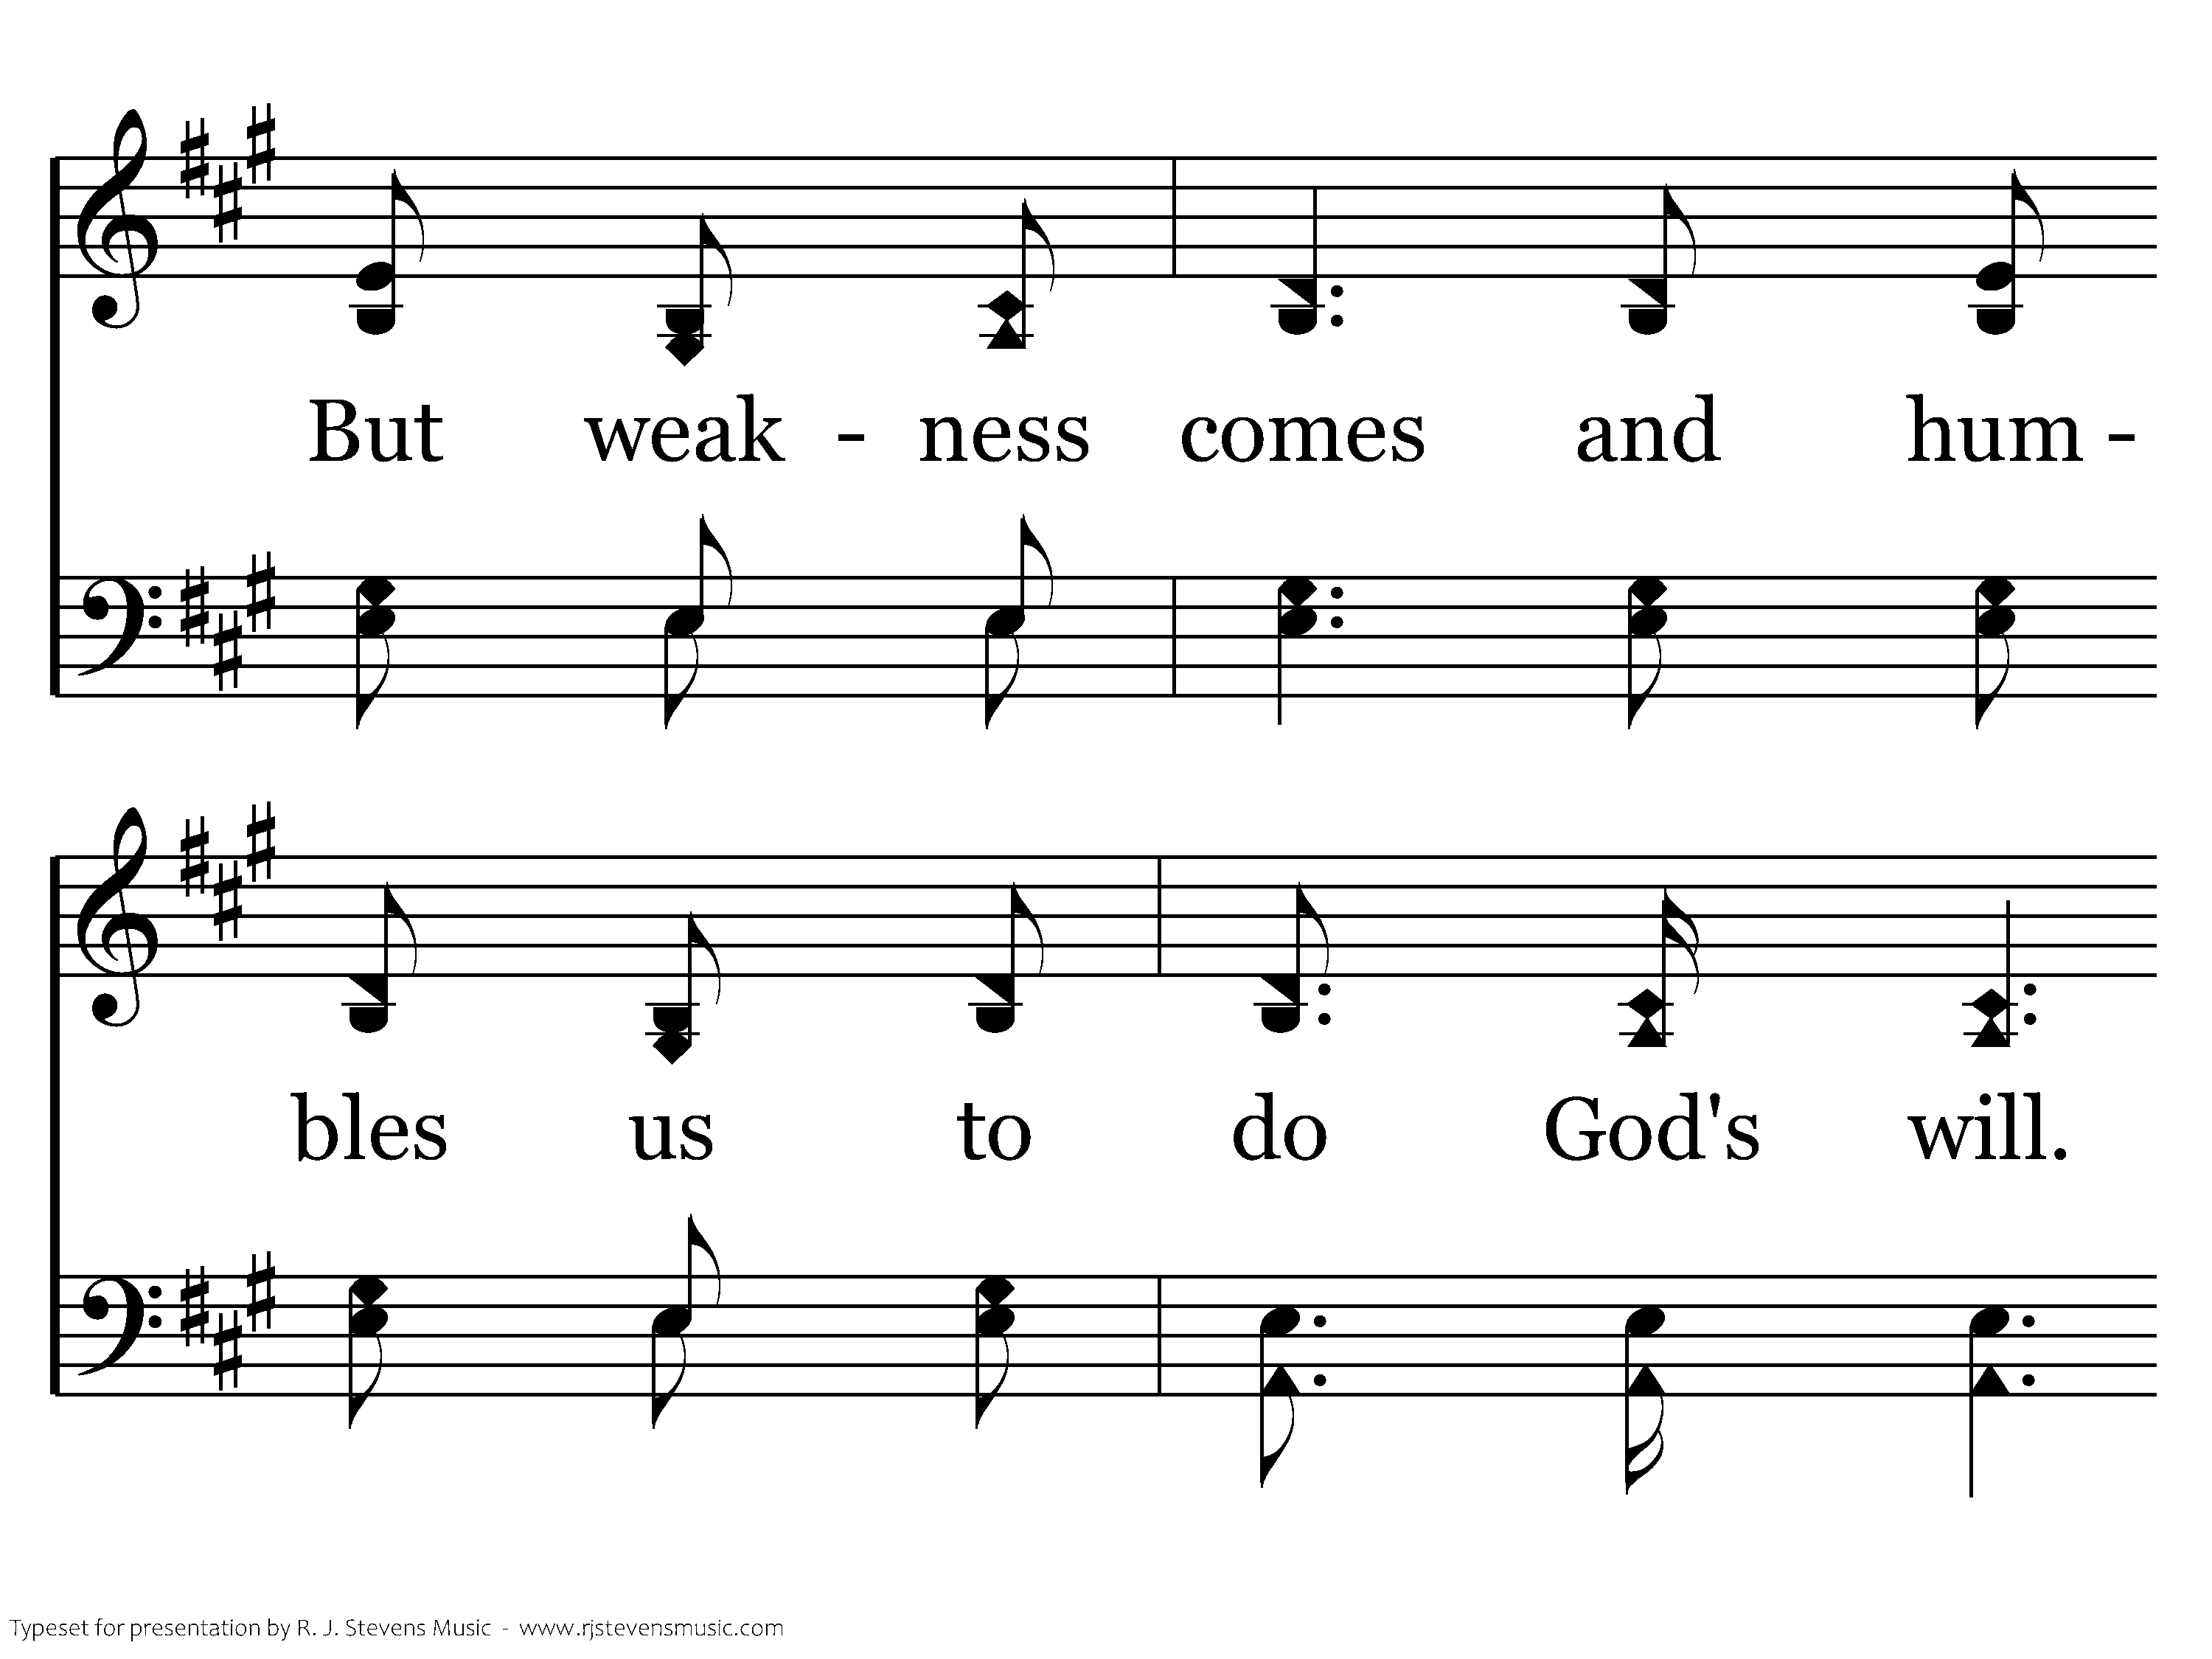 But weak - ness comes and hum -
bles us to do God's will.
Typeset for presentation by R. J. Stevens Music - www.rjstevensmusic.com